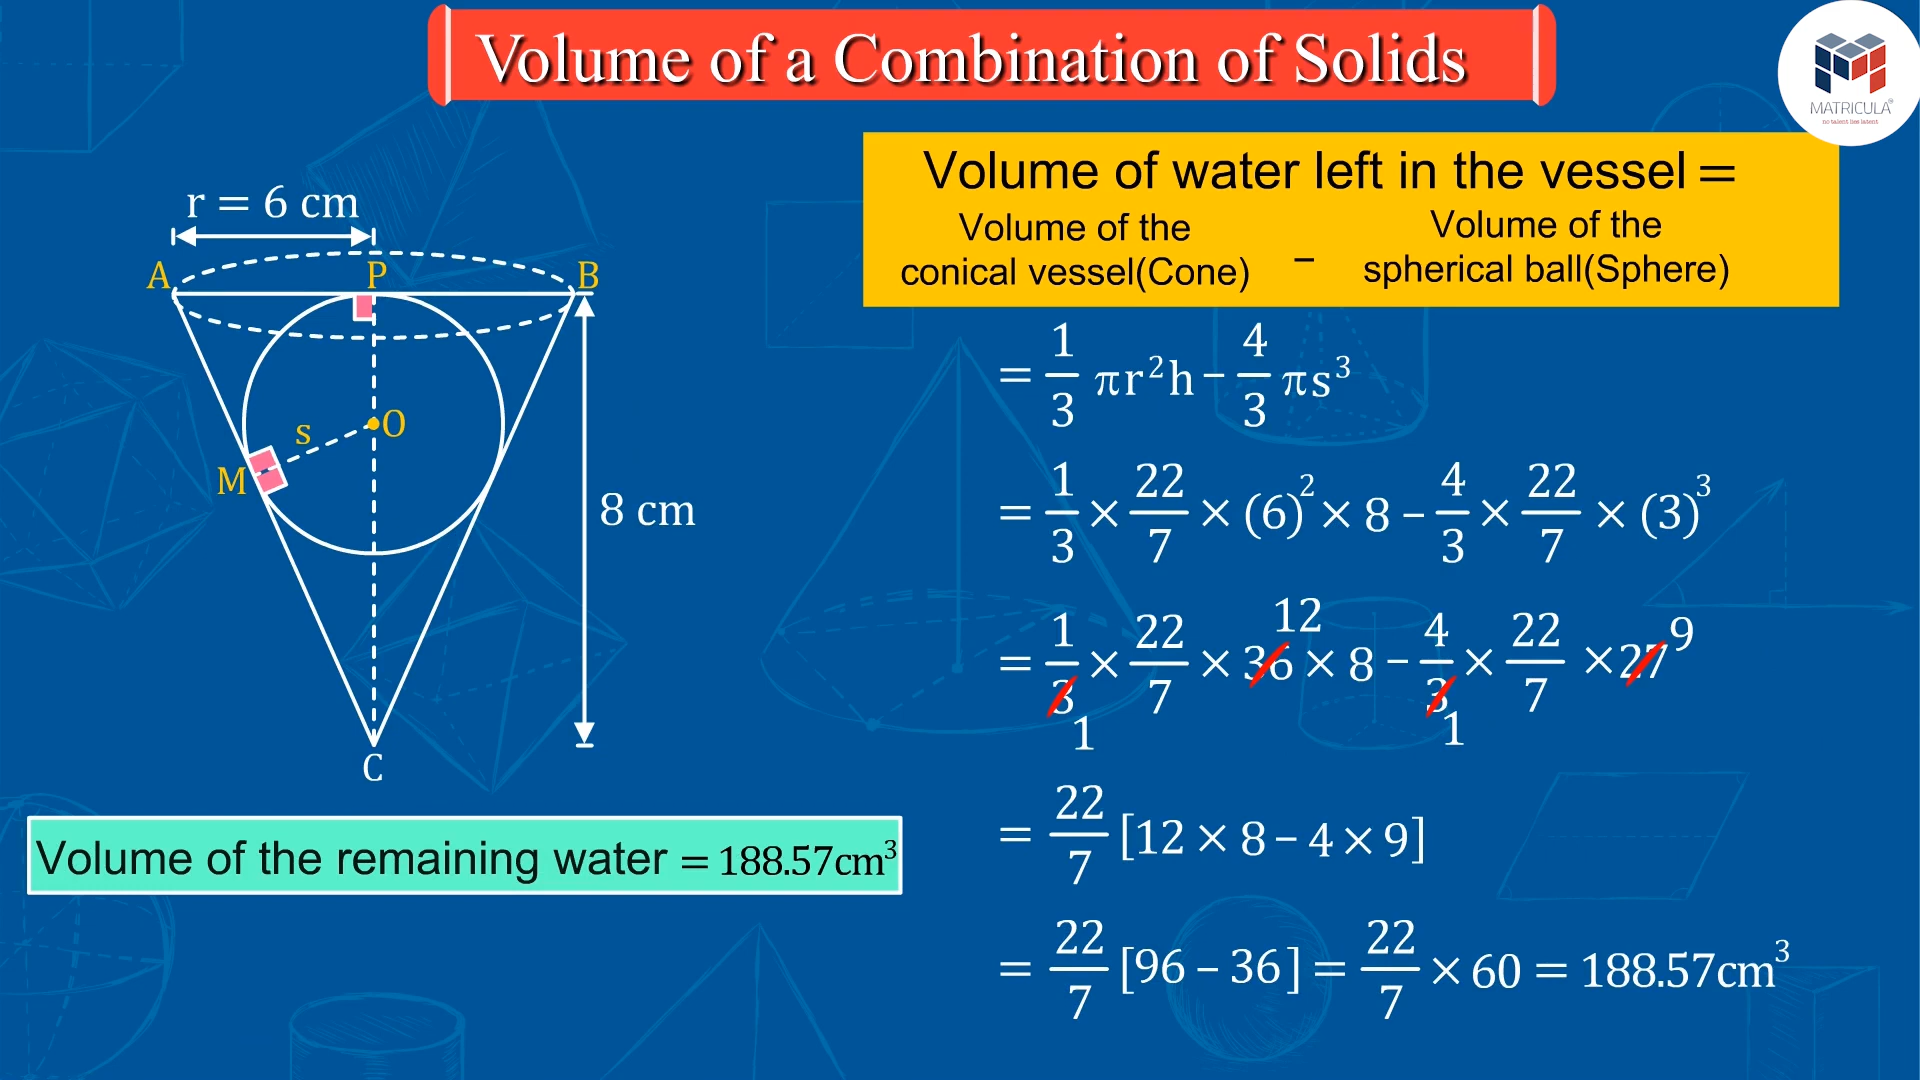 Volume of a Combination of Solids
MATRICULA®
no talent lies latent
Volume of water left in the vessel =
Volume of the conical vessel(Cone) – Volume of the spherical ball(Sphere)
r = 6 cm
A P B
s O
M
8 cm
C
= 1/3 πr²h – 4/3 πs³
= 1/3 × 22/7 × (6)² × 8 – 4/3 × 22/7 × (3)³
12 9
= 1/3 × 22/7 × 36 × 8 – 4/3 × 22/7 × 27
1 1
= 22/7 [12 × 8 – 4 × 9]
= 22/7 [96 – 36] = 22/7 × 60 = 188.57cm³
Volume of the remaining water = 188.57cm³